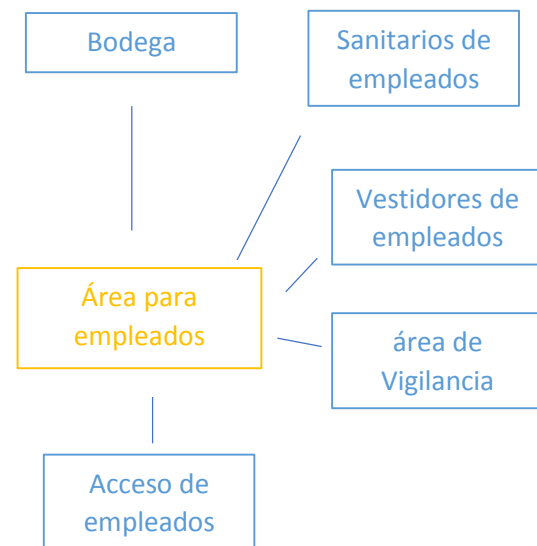 Bodega
Sanitarios de
empleados
Vestidores de
empleados
Área para
empleados
área de
Vigilancia
Acceso de
empleados